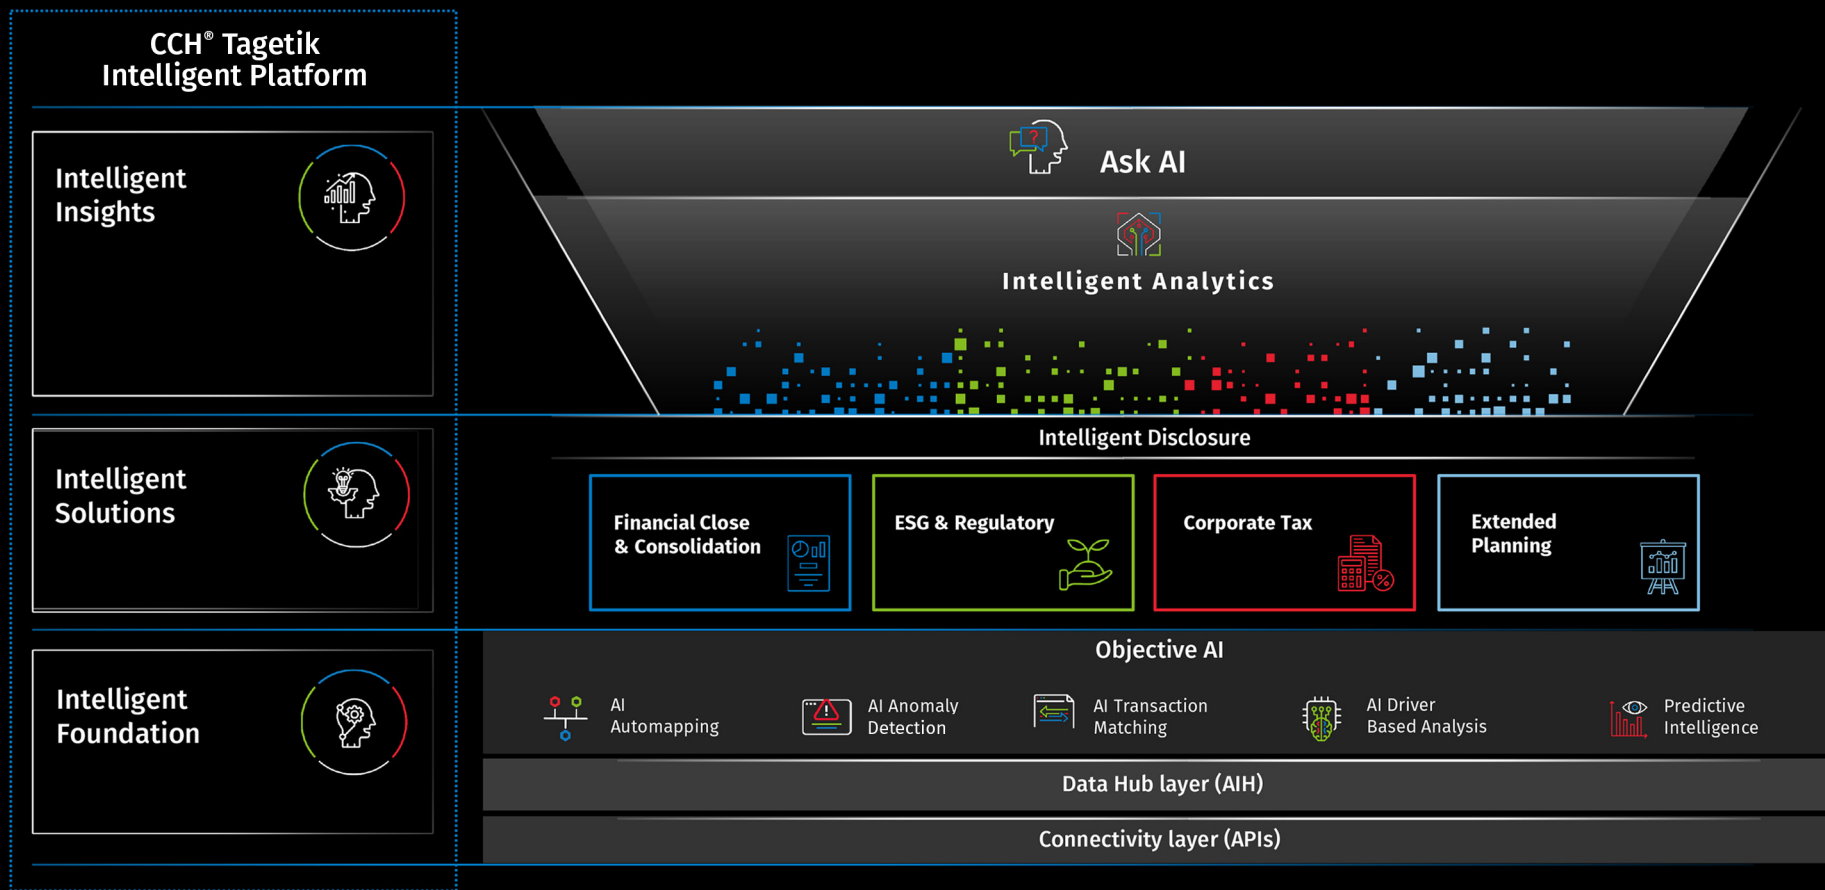 CCH® Tagetik
Intelligent Platform
Intelligent
Insights
Ask AI
Intelligent Analytics
Intelligent
Solutions
Intelligent Disclosure
Financial Close
& Consolidation
ESG & Regulatory
Corporate Tax
Extended
Planning
Intelligent
Foundation
Objective AI
AI
Automapping
AI Anomaly
Detection
AI Transaction
Matching
AI Driver
Based Analysis
Predictive
Intelligence
Data Hub layer (AIH)
Connectivity layer (APIs)